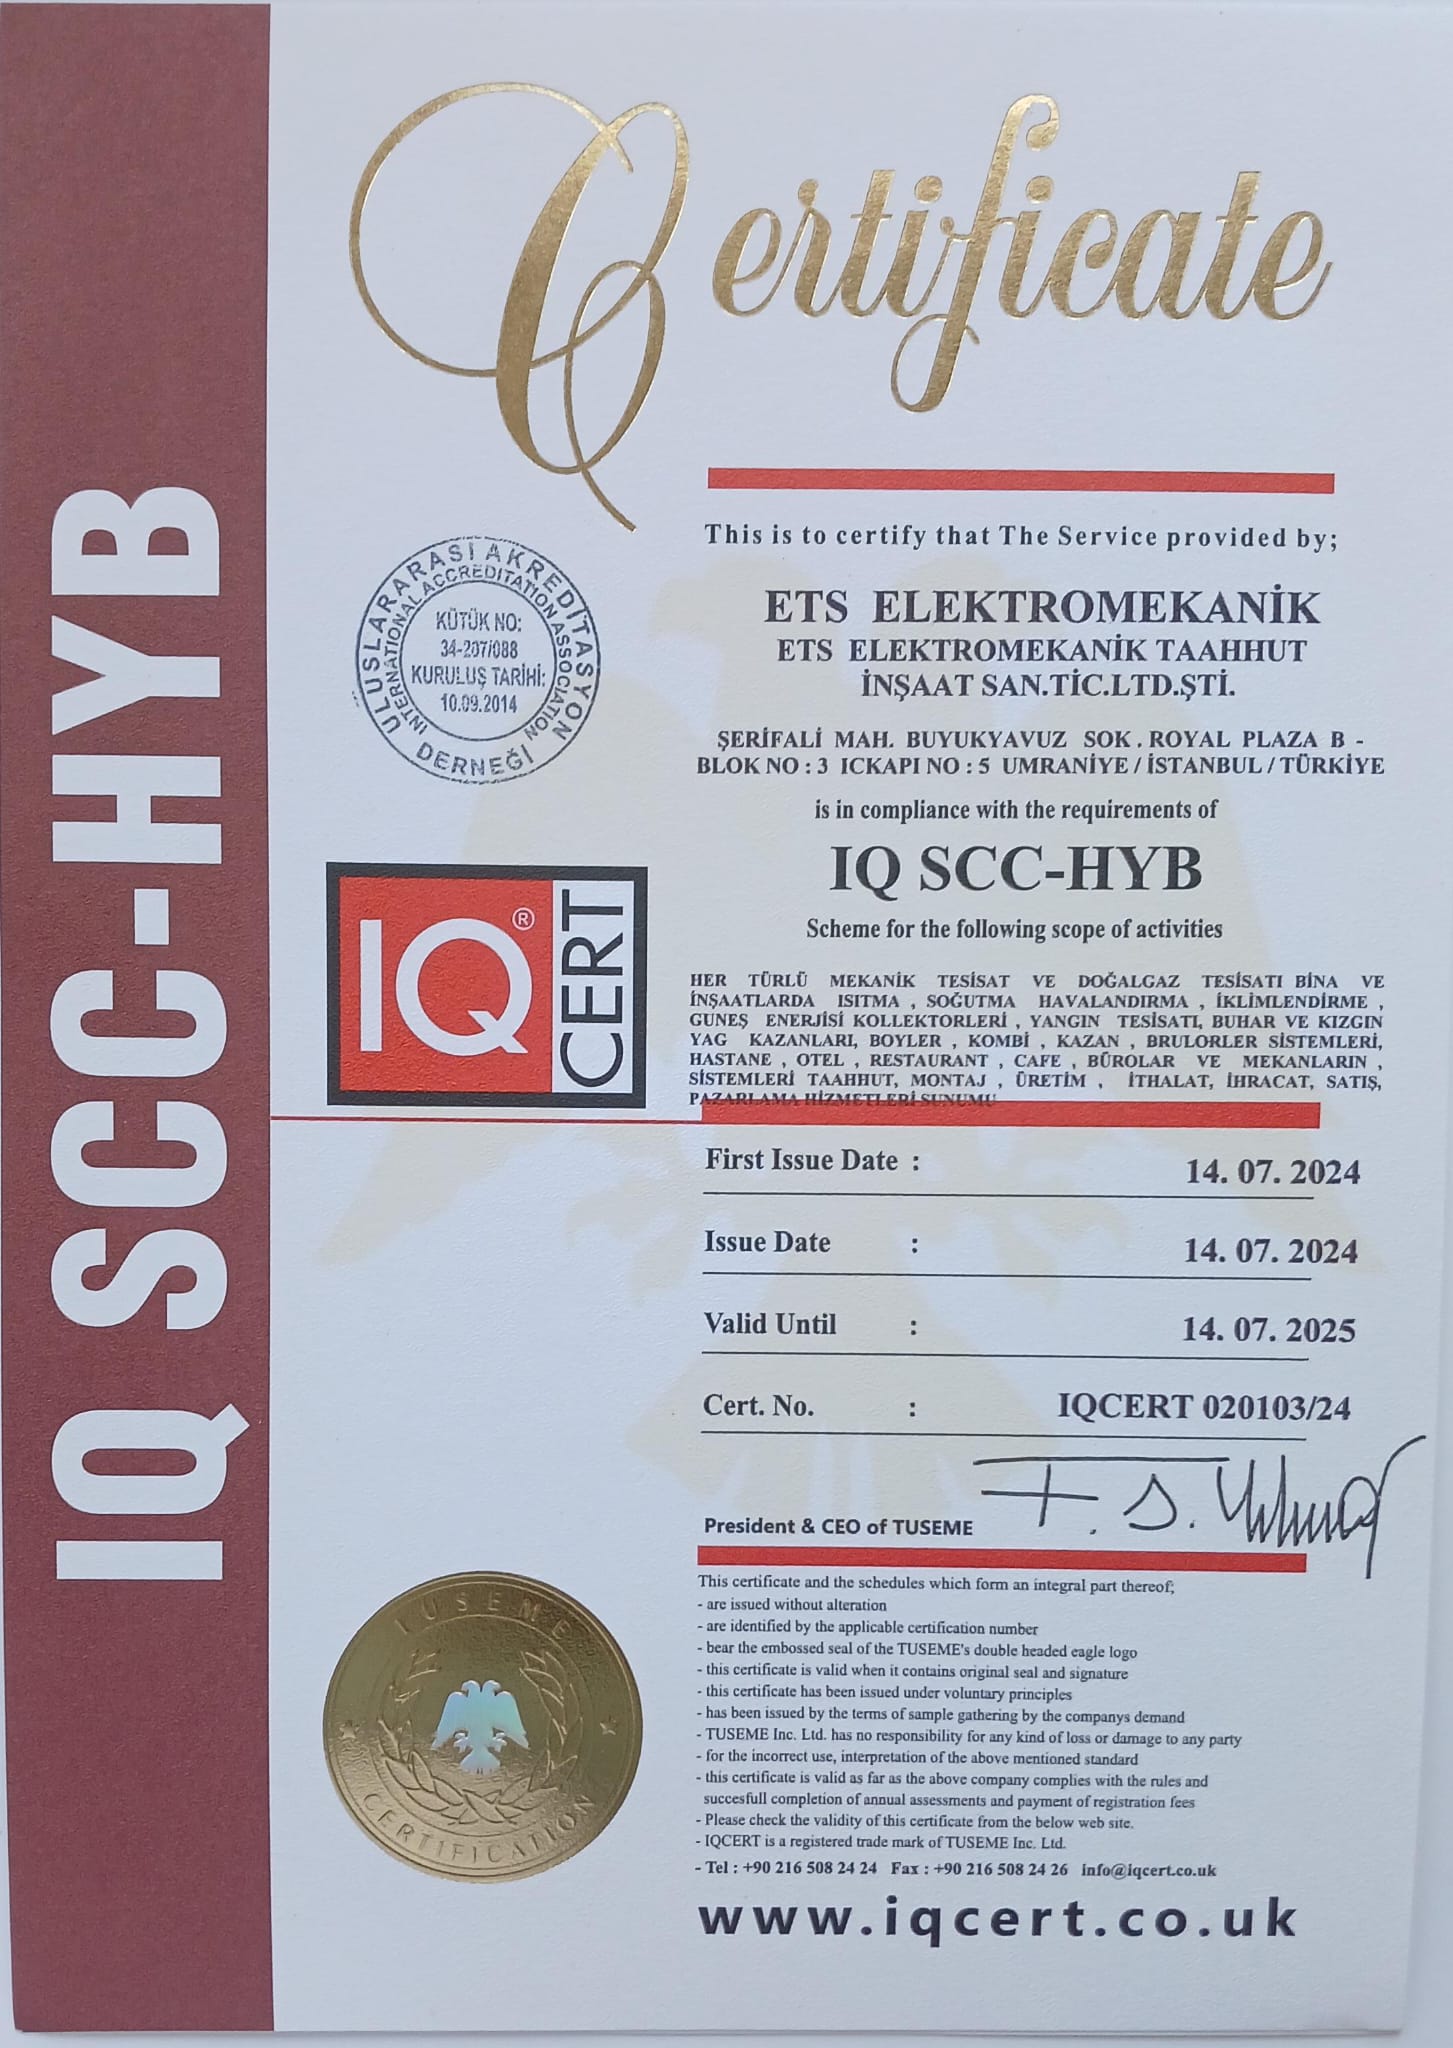 IQ SCC-HYB
Certificate
This is to certify that The Service provided by;
ETS ELEKTROMEKANİK
ETS ELEKTROMEKANİK TAAHHUT
İNŞAAT SAN.TİC.LTD.ŞTİ.
ŞERİFALİ MAH. BUYUKYAVUZ SOK. ROYAL PLAZA B -
BLOK NO : 3 ICKAPI NO : 5 UMRANİYE / İSTANBUL / TÜRKİYE
is in compliance with the requirements of
IQ SCC-HYB
Scheme for the following scope of activities
HER TÜRLÜ MEKANİK TESİSAT VE DOĞALGAZ TESİSATI BİNA VE
İNŞAATLARDA ISITMA , SOĞUTMA HAVALANDIRMA , İKLİMLENDİRME ,
GUNEŞ ENERJİSİ KOLLEKTORLERİ , YANGIN TESİSATI, BUHAR VE KIZGIN
YAG KAZANLARI, BOYLER , KOMBİ , KAZAN , BRULORLER SİSTEMLERİ,
HASTANE , OTEL , RESTAURANT , CAFE , BÜROLAR VE MEKANLARIN ,
SİSTEMLERİ TAAHHUT, MONTAJ , ÜRETİM , İTHALAT, İHRACAT, SATIŞ,
PAZARLAMA HİZMETLERİ SUNUMU
ULUSLARARASI AKREDİTASYON DERNEĞİ
INTERNATIONAL ACCREDITATION ASSOCIATION
KÜTÜK NO:
34-207/088
KURULUŞ TARİHİ:
10.09.2014
IQ® CERT
First Issue Date : 14. 07. 2024
Issue Date : 14. 07. 2024
Valid Until : 14. 07. 2025
Cert. No. : IQCERT 020103/24
President & CEO of TUSEME
This certificate and the schedules which form an integral part thereof;
- are issued without alteration
- are identified by the applicable certification number
- bear the embossed seal of the TUSEME's double headed eagle logo
- this certificate is valid when it contains original seal and signature
- this certificate has been issued under voluntary principles
- has been issued by the terms of sample gathering by the companys demand
- TUSEME Inc. Ltd. has no responsibility for any kind of loss or damage to any party
- for the incorrect use, interpretation of the above mentioned standard
- this certificate is valid as far as the above company complies with the rules and
succesfull completion of annual assessments and payment of registration fees
- Please check the validity of this certificate from the below web site.
- IQCERT is a registered trade mark of TUSEME Inc. Ltd.
- Tel : +90 216 508 24 24 Fax : +90 216 508 24 26 info@iqcert.co.uk
www.iqcert.co.uk
TUSEME
CERTIFICATION